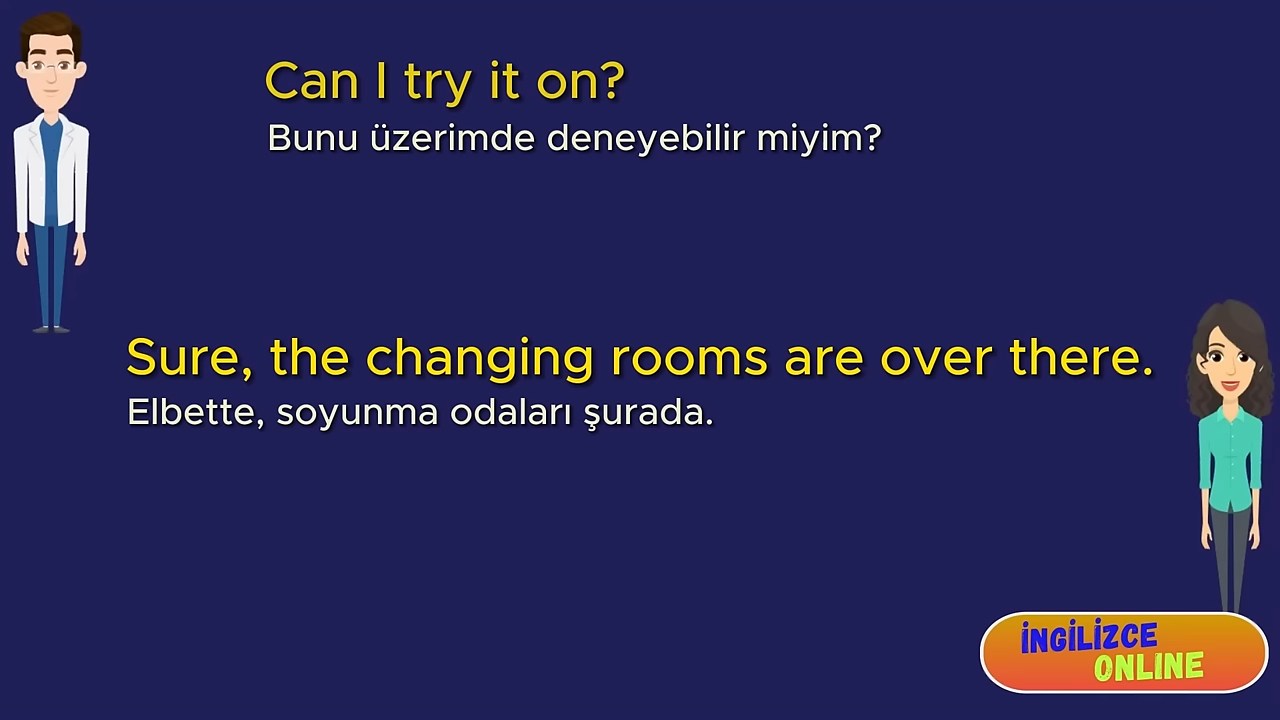 Can I try it on?
Bunu üzerimde deneyebilir miyim?
Sure, the changing rooms are over there.
Elbette, soyunma odaları şurada.
İNGİLİZCE
ONLINE